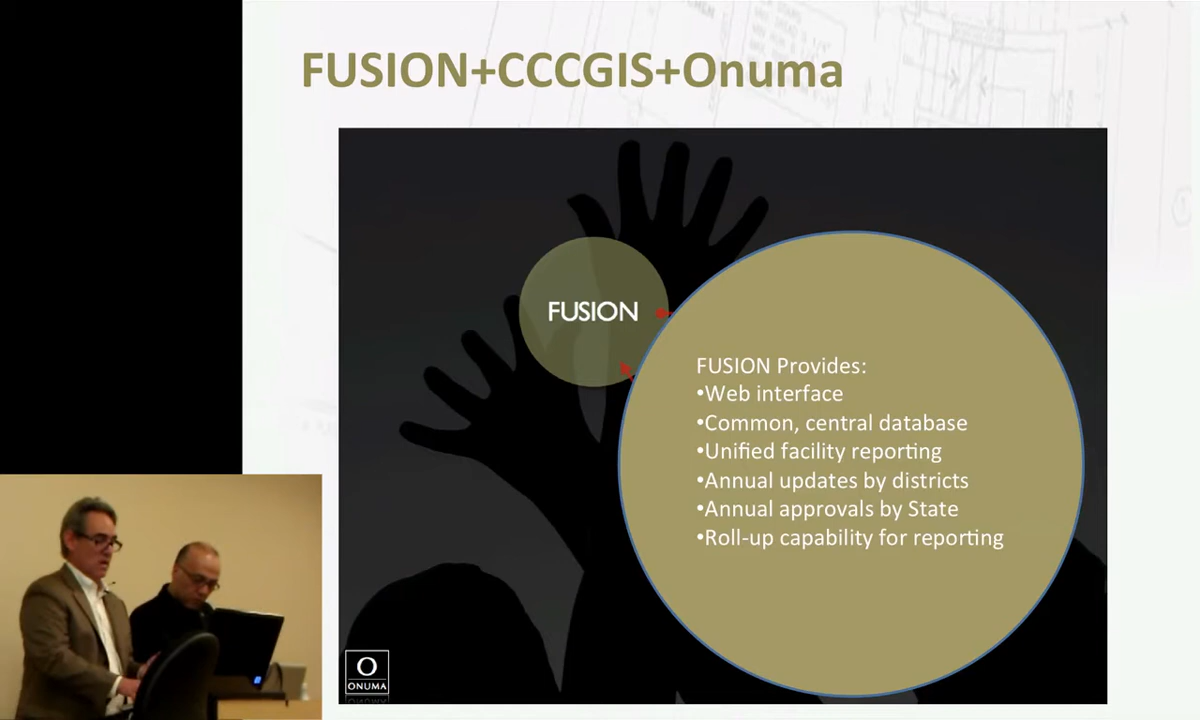 FUSION+CCCGIS+Onuma
FUSION
FUSION Provides:
•Web interface
•Common, central database
•Unified facility reporting
•Annual updates by districts
•Annual approvals by State
•Roll-up capability for reporting
O
ONUMA